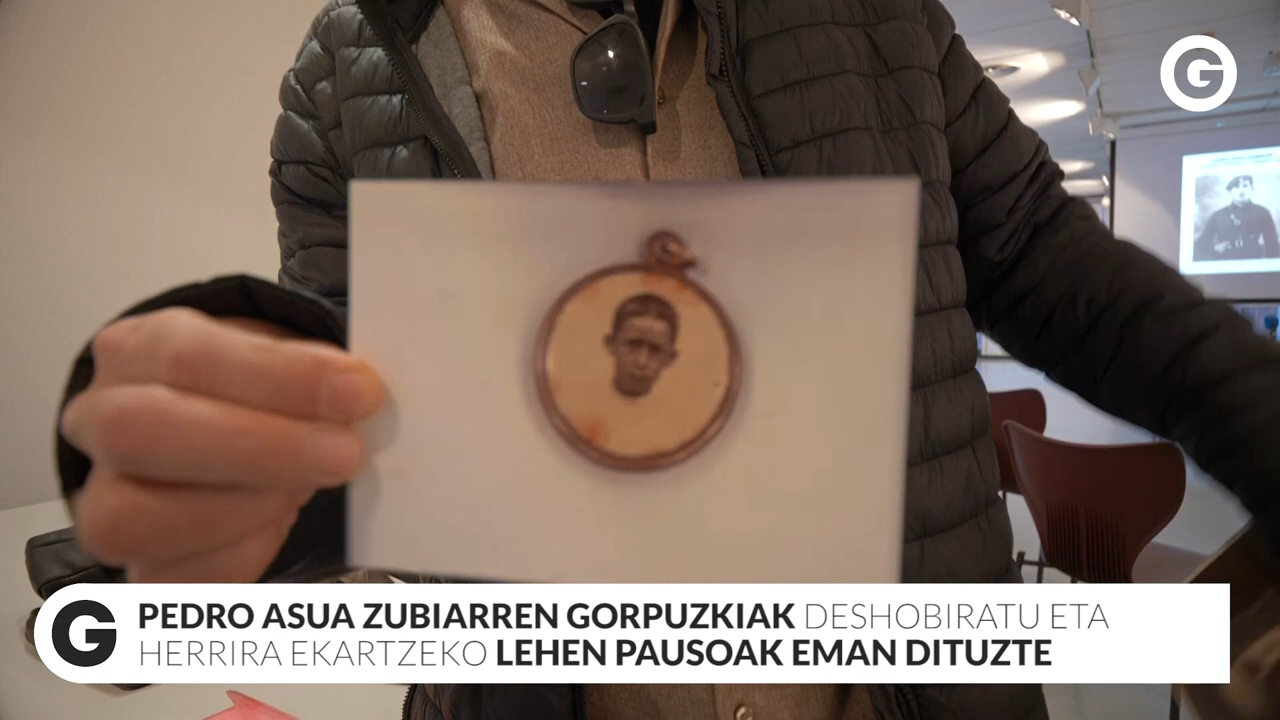 G
G PEDRO ASUA ZUBIARREN GORPUZKIAK DESHOBIRATU ETA
HERRIRA EKARTZEKO LEHEN PAUSOAK EMAN DITUZTE